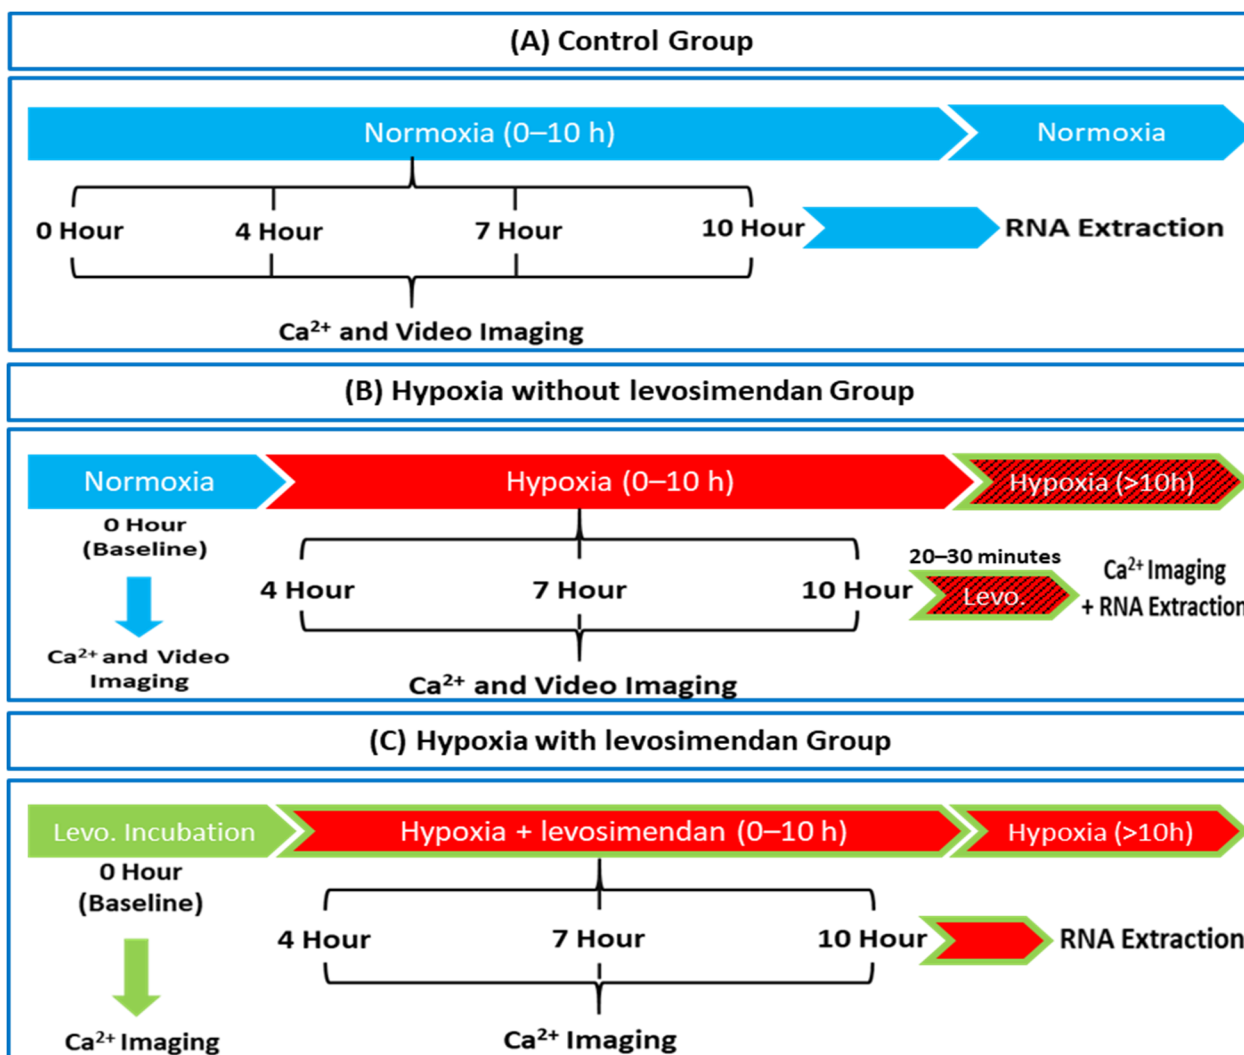 (A) Control Group
Normoxia (0–10 h)
Normoxia
0 Hour
4 Hour
7 Hour
10 Hour
RNA Extraction
Ca²⁺ and Video Imaging
(B) Hypoxia without levosimendan Group
Normoxia
Hypoxia (0–10 h)
Hypoxia (>10h)
0 Hour
(Baseline)
4 Hour
7 Hour
10 Hour
20–30 minutes
Levo.
Ca²⁺ Imaging
+ RNA Extraction
Ca²⁺ and Video
Imaging
Ca²⁺ and Video Imaging
(C) Hypoxia with levosimendan Group
Levo. Incubation
Hypoxia + levosimendan (0–10 h)
Hypoxia (>10h)
0 Hour
(Baseline)
4 Hour
7 Hour
10 Hour
RNA Extraction
Ca²⁺ Imaging
Ca²⁺ Imaging